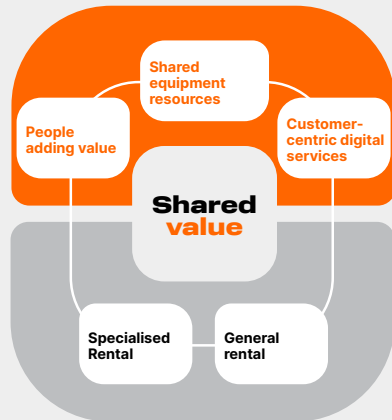 Shared
equipment
resources
People
adding value
Customer-
centric digital
services
Shared
value
Specialised
Rental
General
rental